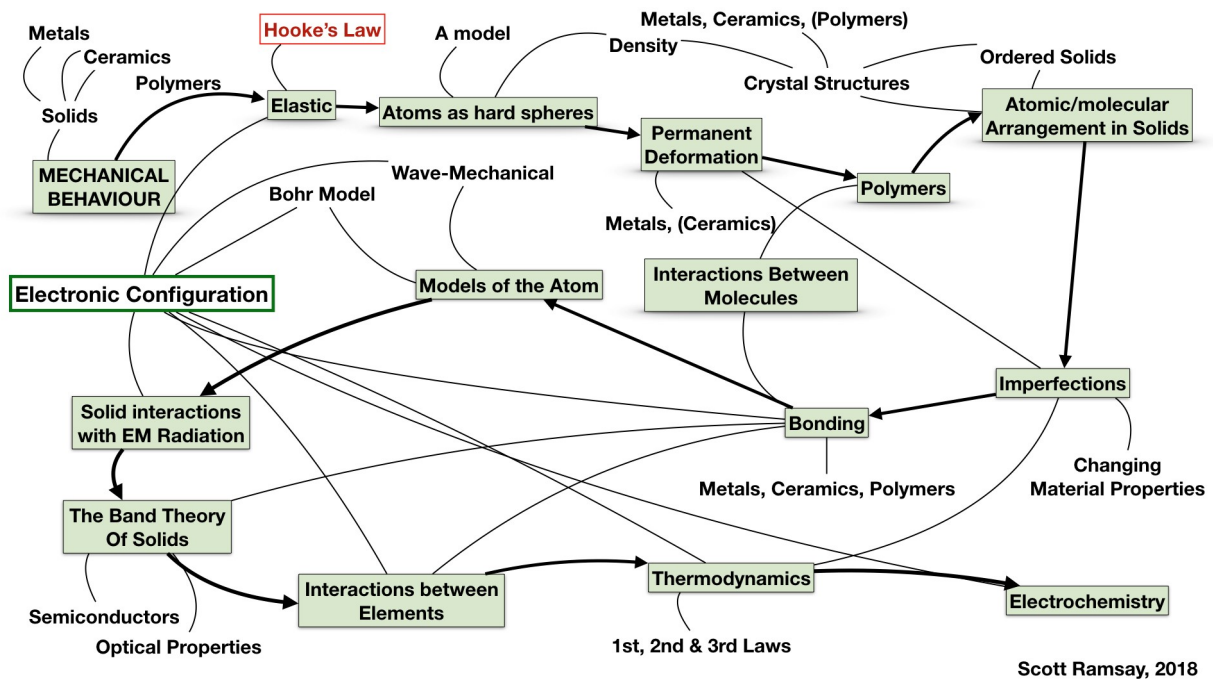 Metals
Ceramics
Polymers
Solids
MECHANICAL
BEHAVIOUR
Hooke's Law
Elastic
A model
Atoms as hard spheres
Metals, Ceramics, (Polymers)
Density
Crystal Structures
Ordered Solids
Atomic/molecular
Arrangement in Solids
Permanent
Deformation
Polymers
Metals, (Ceramics)
Wave-Mechanical
Bohr Model
Electronic Configuration
Models of the Atom
Interactions Between
Molecules
Imperfections
Changing
Material Properties
Bonding
Metals, Ceramics, Polymers
Solid interactions
with EM Radiation
The Band Theory
Of Solids
Semiconductors
Optical Properties
Interactions between
Elements
Thermodynamics
1st, 2nd & 3rd Laws
Electrochemistry
Scott Ramsay, 2018